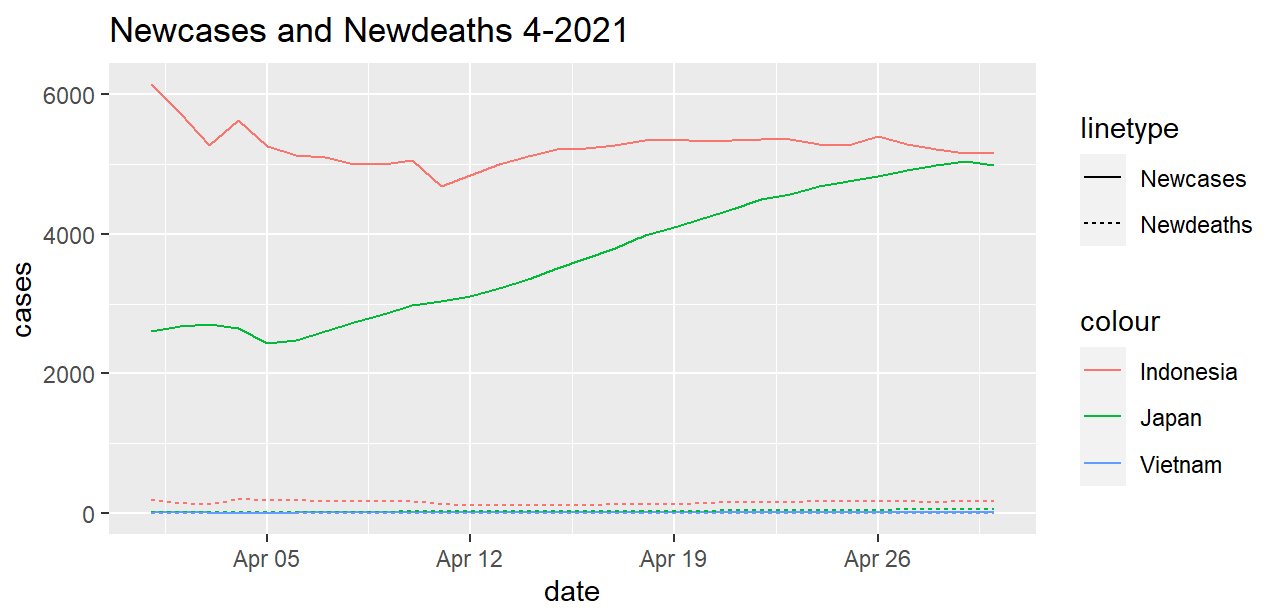 Newcases and Newdeaths 4-2021
6000
4000
2000
0
cases
Apr 05
Apr 12
Apr 19
Apr 26
date
linetype
Newcases
Newdeaths
colour
Indonesia
Japan
Vietnam